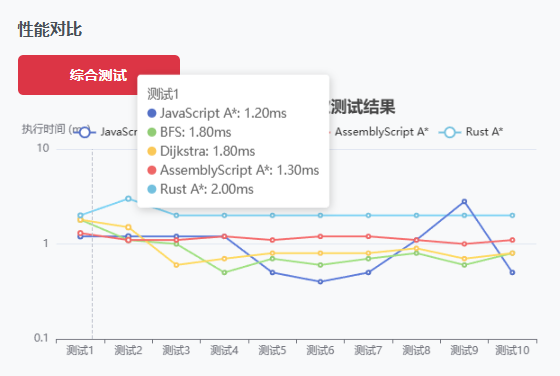 性能对比
综合测试
测试结果
执行时间 (
AssemblyScript A*
Rust A*
测试1
JavaScript A*: 1.20ms
BFS: 1.80ms
Dijkstra: 1.80ms
AssemblyScript A*: 1.30ms
Rust A*: 2.00ms
10
1
0.1
测试1 测试2 测试3 测试4 测试5 测试6 测试7 测试8 测试9 测试10